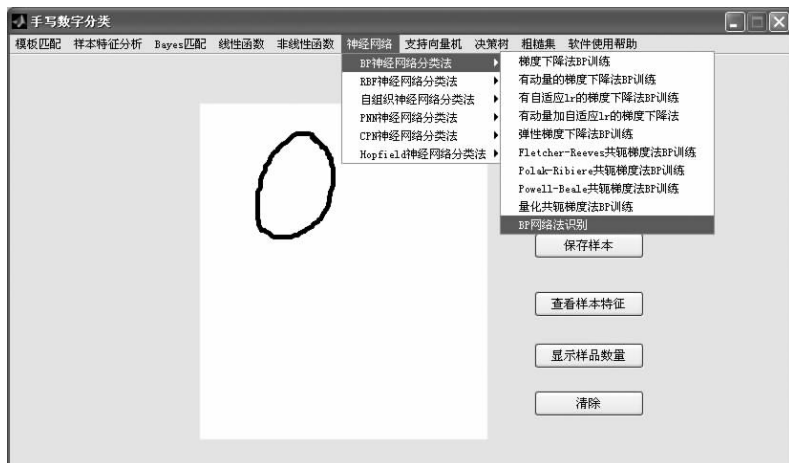 手写数字分类
模板匹配 样本特征分析 Bayes匹配 线性函数 非线性函数 神经网络 支持向量机 决策树 粗糙集 软件使用帮助
BP神经网络分类法
RBF神经网络分类法
自组织神经网络分类法
PNN神经网络分类法
CPN神经网络分类法
Hopfield神经网络分类法
梯度下降法BP训练
有动量的梯度下降法BP训练
有自适应lr的梯度下降法BP训练
有动量加自适应lr的梯度下降法
弹性梯度下降法BP训练
Fletcher-Reeves共轭梯度法BP训练
Polak-Ribiere共轭梯度法BP训练
Powell-Beale共轭梯度法BP训练
量化共轭梯度法BP训练
BP网络法识别
保存样本
查看样本特征
显示样品数量
清除